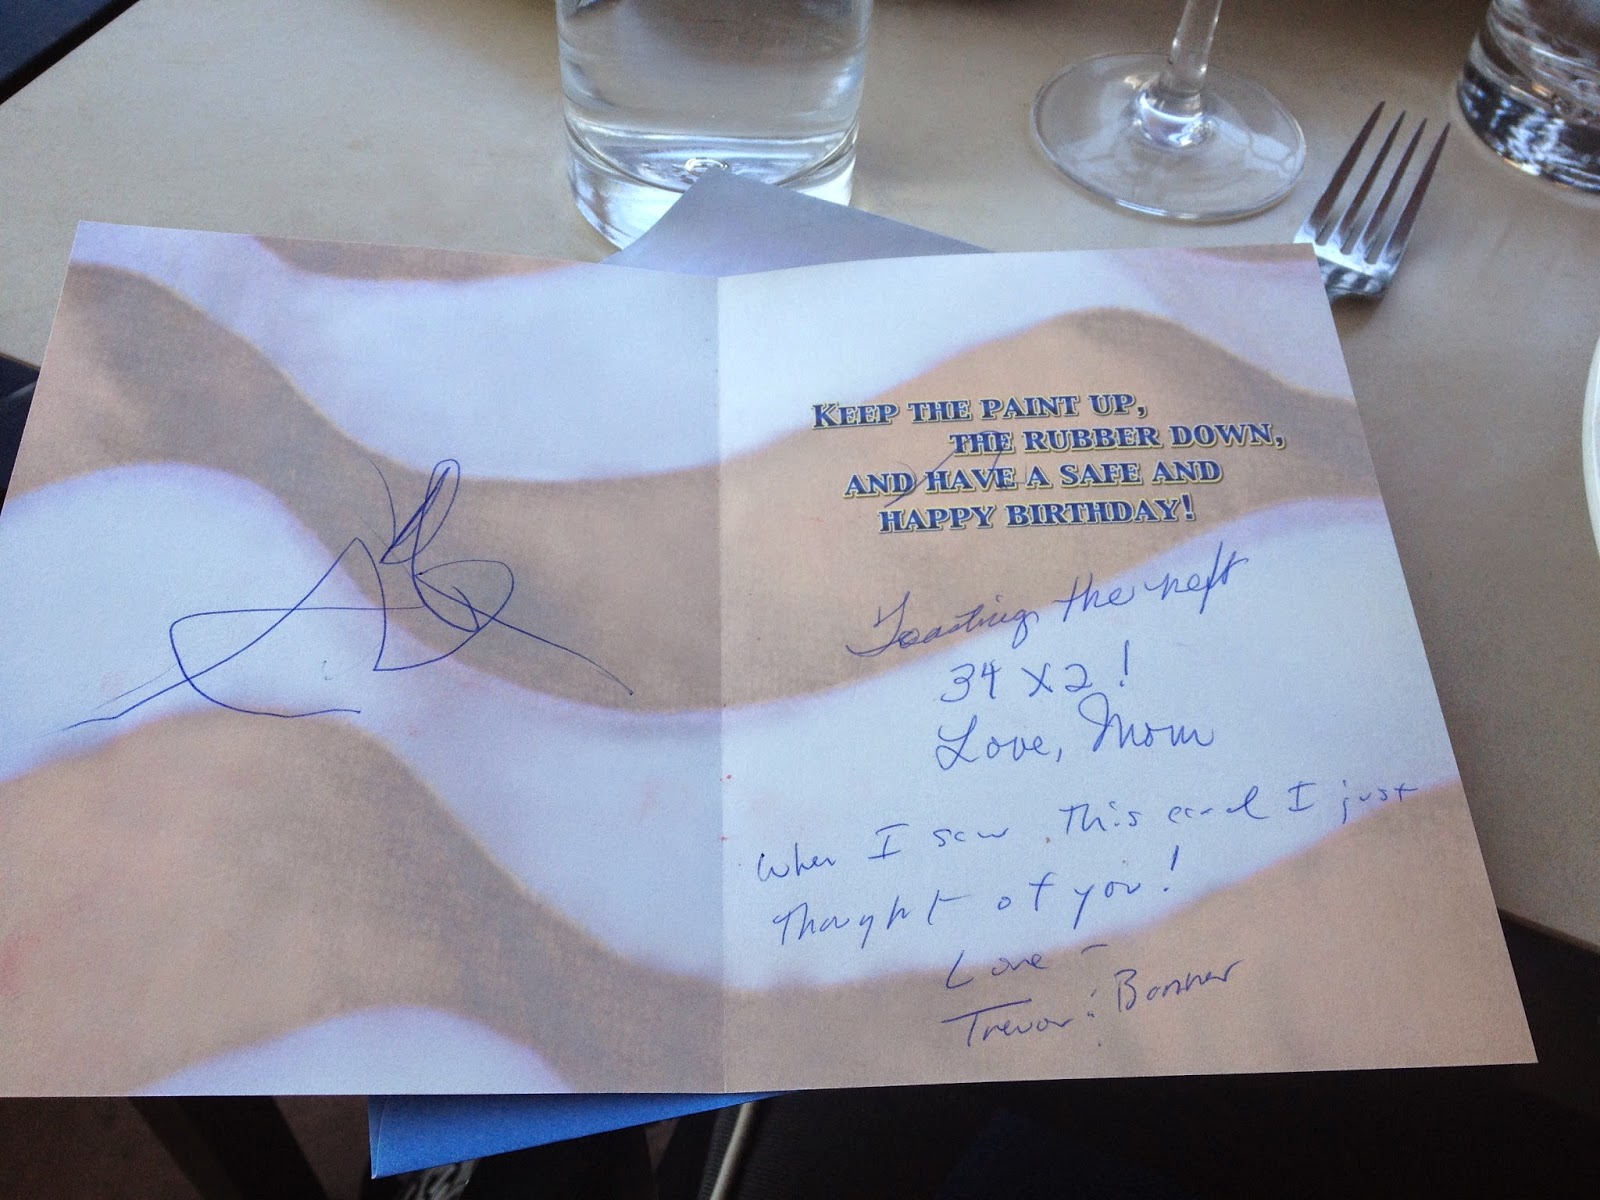 KEEP THE PAINT UP,
THE RUBBER DOWN,
AND HAVE A SAFE AND
HAPPY BIRTHDAY!
Toasting the next
34 x 2!
Love, Mom
When I saw this card I just
thought of you!
Love -
Trevor & Bonner